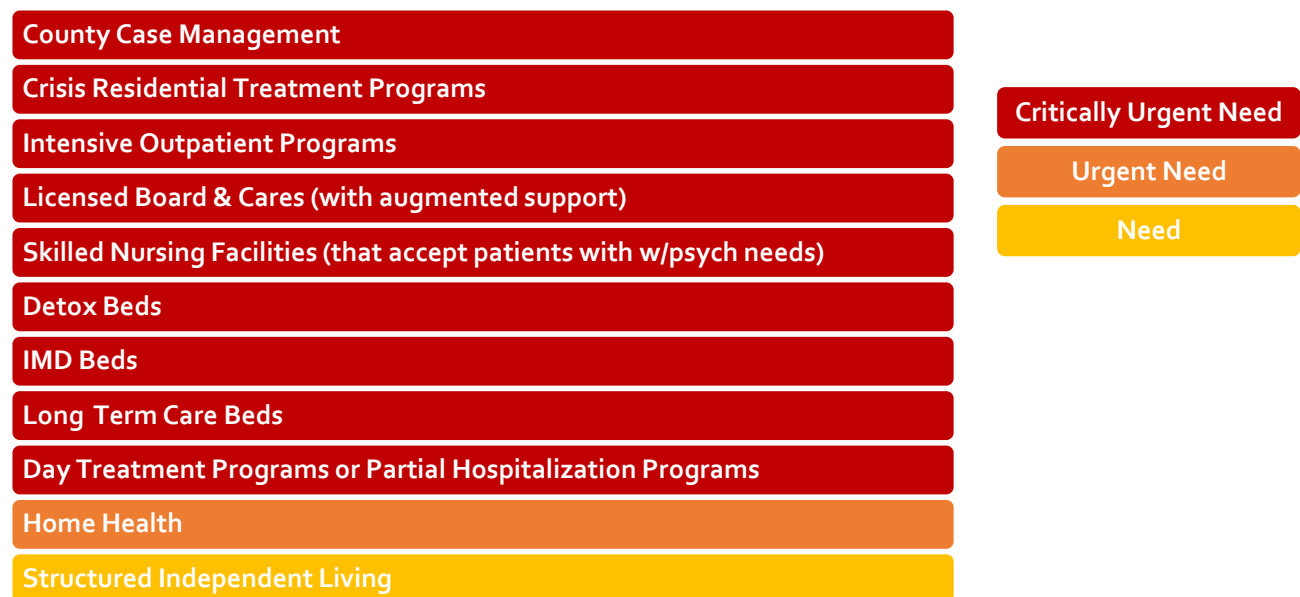 County Case Management
Crisis Residential Treatment Programs
Intensive Outpatient Programs
Licensed Board & Cares (with augmented support)
Skilled Nursing Facilities (that accept patients with w/psych needs)
Detox Beds
IMD Beds
Long Term Care Beds
Day Treatment Programs or Partial Hospitalization Programs
Home Health
Structured Independent Living
Critically Urgent Need
Urgent Need
Need